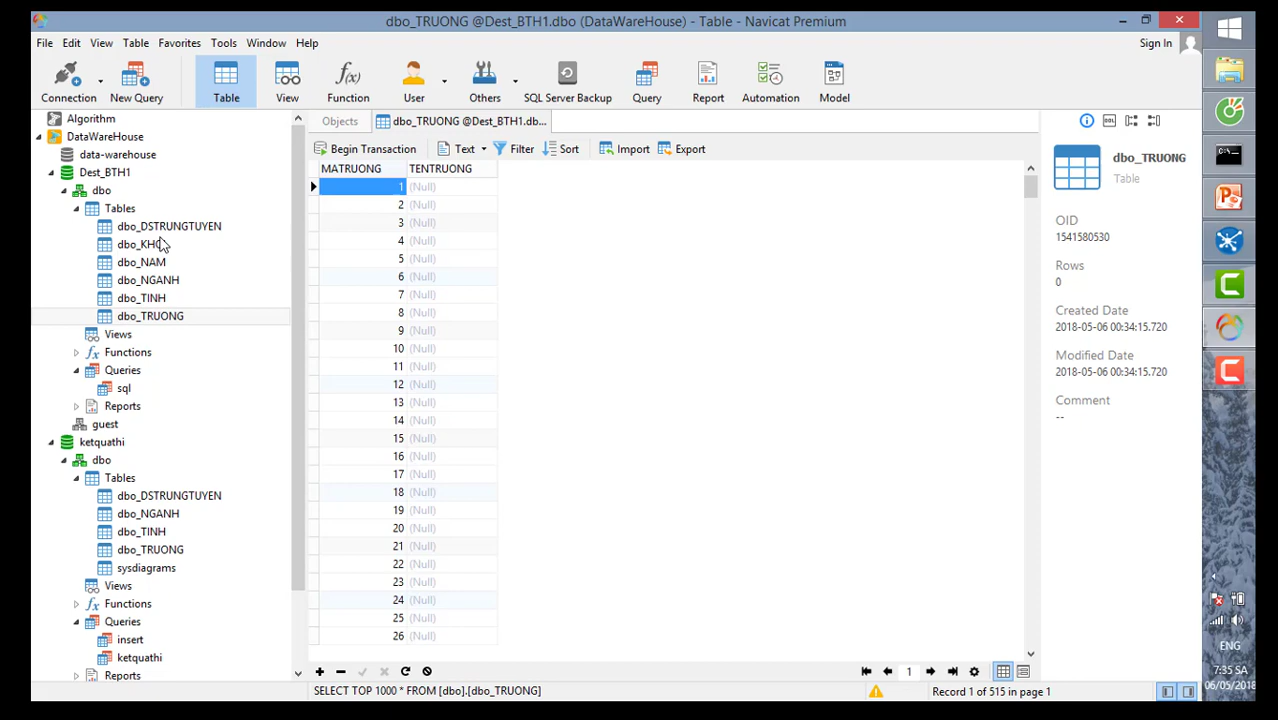 dbo_TRUONG @Dest_BTH1.dbo (DataWareHouse) - Table - Navicat Premium
File Edit View Table Favorites Tools Window Help Sign In
Connection New Query Table View Function User Others SQL Server Backup Query Report Automation Model
Algorithm
DataWareHouse
data-warehouse
Dest_BTH1
dbo
Tables
dbo_DSTRUNGTUYEN
dbo_NAM
dbo_NGANH
dbo_TINH
dbo_TRUONG
Views
Functions
Queries
sql
Reports
guest
ketquathi
dbo
Tables
dbo_DSTRUNGTUYEN
dbo_NGANH
dbo_TINH
dbo_TRUONG
sysdiagrams
Views
Functions
Queries
insert
ketquathi
Reports
Objects dbo_TRUONG @Dest_BTH1.db...
Begin Transaction Text Filter Sort Import Export
MATRUONG TENTRUONG
1 (Null)
2 (Null)
3 (Null)
4 (Null)
5 (Null)
6 (Null)
7 (Null)
8 (Null)
9 (Null)
10 (Null)
11 (Null)
12 (Null)
13 (Null)
14 (Null)
15 (Null)
16 (Null)
17 (Null)
18 (Null)
19 (Null)
20 (Null)
21 (Null)
22 (Null)
23 (Null)
24 (Null)
25 (Null)
26 (Null)
1
SELECT TOP 1000 * FROM [dbo].[dbo_TRUONG]
Record 1 of 515 in page 1
DDL
dbo_TRUONG
Table
OID
1541580530
Rows
0
Created Date
2018-05-06 00:34:15.720
Modified Date
2018-05-06 00:34:15.720
Comment
--
ENG
7:35 SA
06/05/2018